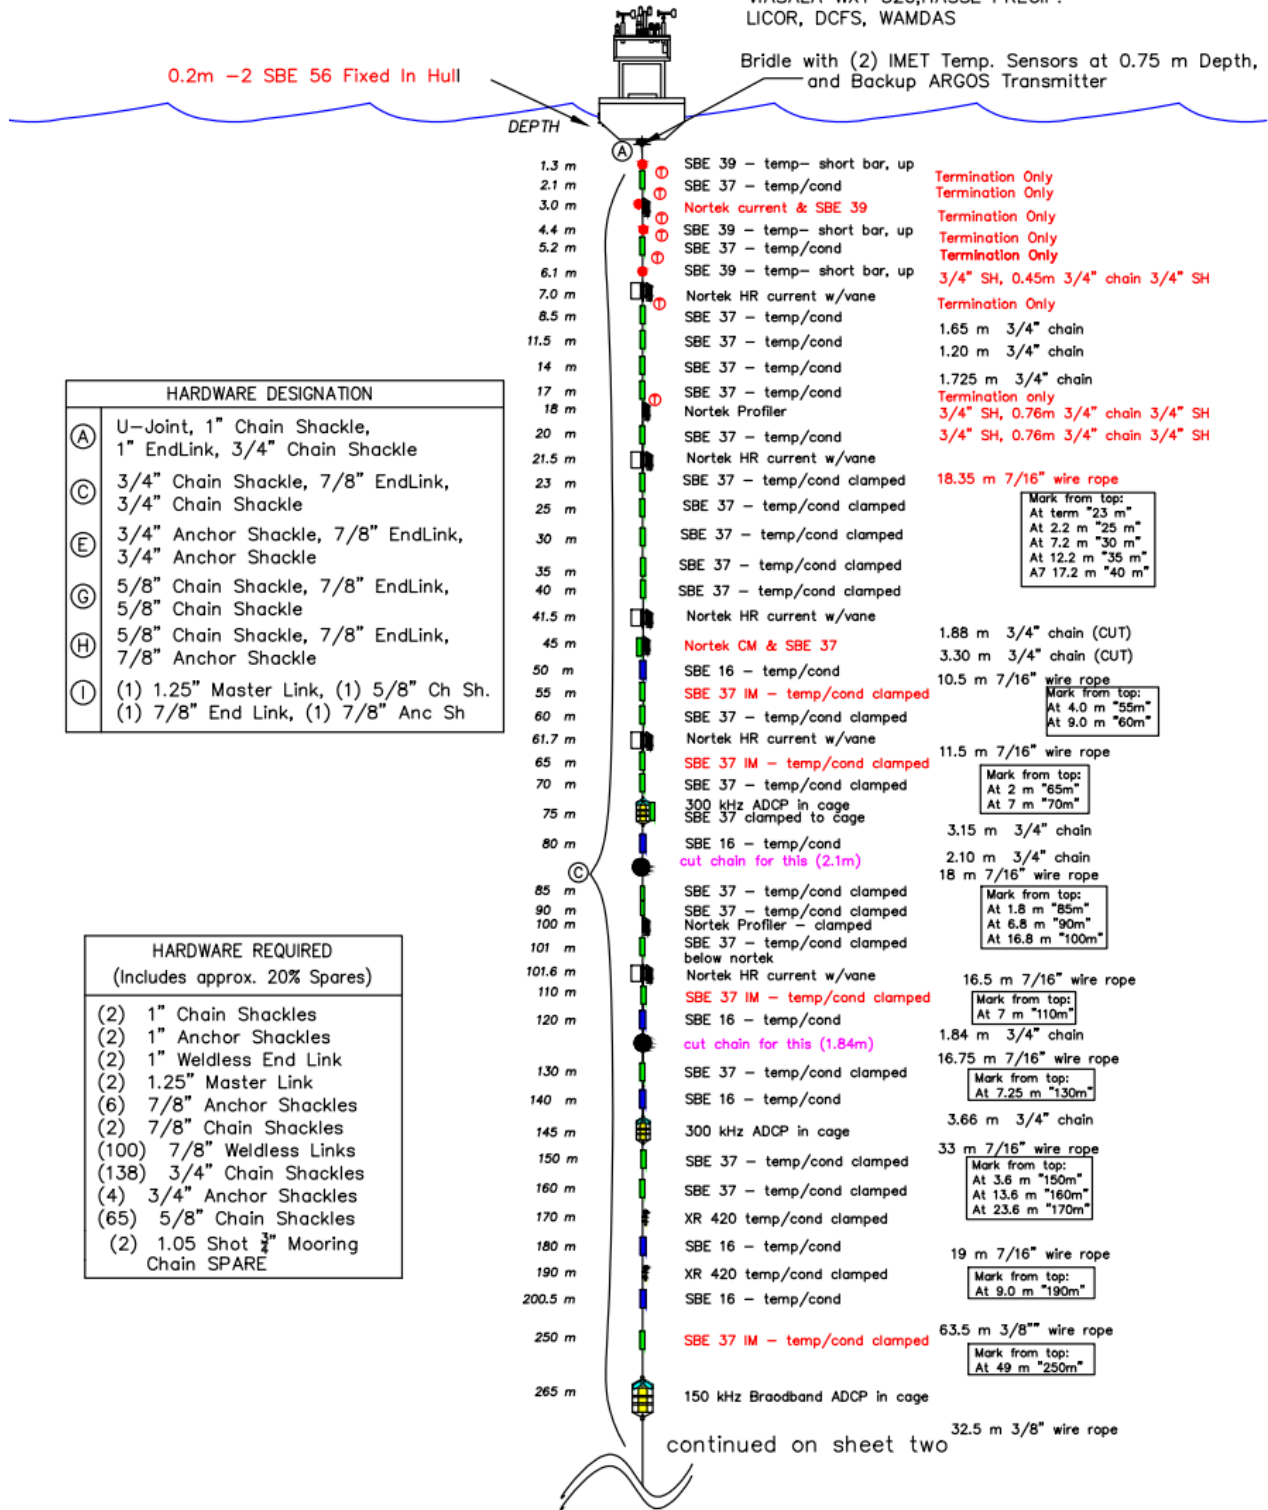 VAISALA WXT 520, HASSE PRECIP.
LICOR, DCFS, WAMDAS
Bridle with (2) IMET Temp. Sensors at 0.75 m Depth,
and Backup ARGOS Transmitter
0.2m -2 SBE 56 Fixed In Hull
DEPTH
A
1.3 m SBE 39 - temp- short bar, up
T Termination Only
2.1 m SBE 37 - temp/cond
T Termination Only
3.0 m Nortek current & SBE 39
T Termination Only
4.4 m SBE 39 - temp- short bar, up
T Termination Only
5.2 m SBE 37 - temp/cond
T Termination Only
6.1 m SBE 39 - temp- short bar, up
3/4" SH, 0.45m 3/4" chain 3/4" SH
7.0 m Nortek HR current w/vane
T Termination Only
8.5 m SBE 37 - temp/cond
1.65 m 3/4" chain
11.5 m SBE 37 - temp/cond
1.20 m 3/4" chain
14 m SBE 37 - temp/cond
1.725 m 3/4" chain
17 m SBE 37 - temp/cond
T Termination only
18 m Nortek Profiler
3/4" SH, 0.76m 3/4" chain 3/4" SH
20 m SBE 37 - temp/cond
3/4" SH, 0.76m 3/4" chain 3/4" SH
21.5 m Nortek HR current w/vane
23 m SBE 37 - temp/cond clamped
18.35 m 7/16" wire rope
Mark from top:
At term "23 m"
At 2.2 m "25 m"
At 7.2 m "30 m"
At 12.2 m "35 m"
A7 17.2 m "40 m"
25 m SBE 37 - temp/cond clamped
30 m SBE 37 - temp/cond clamped
35 m SBE 37 - temp/cond clamped
40 m SBE 37 - temp/cond clamped
41.5 m Nortek HR current w/vane
1.88 m 3/4" chain (CUT)
45 m Nortek CM & SBE 37
3.30 m 3/4" chain (CUT)
50 m SBE 16 - temp/cond
10.5 m 7/16" wire rope
Mark from top:
At 4.0 m "55m"
At 9.0 m "60m"
55 m SBE 37 IM - temp/cond clamped
60 m SBE 37 - temp/cond clamped
61.7 m Nortek HR current w/vane
11.5 m 7/16" wire rope
Mark from top:
At 2 m "65m"
At 7 m "70m"
65 m SBE 37 IM - temp/cond clamped
70 m SBE 37 - temp/cond clamped
75 m 300 kHz ADCP in cage
SBE 37 clamped to cage
3.15 m 3/4" chain
80 m SBE 16 - temp/cond
cut chain for this (2.1m)
2.10 m 3/4" chain
C
18 m 7/16" wire rope
Mark from top:
At 1.8 m "85m"
At 6.8 m "90m"
At 16.8 m "100m"
85 m SBE 37 - temp/cond clamped
90 m SBE 37 - temp/cond clamped
100 m Nortek Profiler - clamped
101 m SBE 37 - temp/cond clamped
below nortek
101.6 m Nortek HR current w/vane
16.5 m 7/16" wire rope
Mark from top:
At 7 m "110m"
110 m SBE 37 IM - temp/cond clamped
120 m SBE 16 - temp/cond
1.84 m 3/4" chain
cut chain for this (1.84m)
16.75 m 7/16" wire rope
Mark from top:
At 7.25 m "130m"
130 m SBE 37 - temp/cond clamped
140 m SBE 16 - temp/cond
3.66 m 3/4" chain
145 m 300 kHz ADCP in cage
33 m 7/16" wire rope
Mark from top:
At 3.6 m "150m"
At 13.6 m "160m"
At 23.6 m "170m"
150 m SBE 37 - temp/cond clamped
160 m SBE 37 - temp/cond clamped
170 m XR 420 temp/cond clamped
180 m SBE 16 - temp/cond
19 m 7/16" wire rope
Mark from top:
At 9.0 m "190m"
190 m XR 420 temp/cond clamped
200.5 m SBE 16 - temp/cond
63.5 m 3/8"" wire rope
Mark from top:
At 49 m "250m"
250 m SBE 37 IM - temp/cond clamped
265 m 150 kHz Braodband ADCP in cage
32.5 m 3/8" wire rope
continued on sheet two
HARDWARE DESIGNATION
A U-Joint, 1" Chain Shackle,
1" EndLink, 3/4" Chain Shackle
C 3/4" Chain Shackle, 7/8" EndLink,
3/4" Chain Shackle
E 3/4" Anchor Shackle, 7/8" EndLink,
3/4" Anchor Shackle
G 5/8" Chain Shackle, 7/8" EndLink,
5/8" Chain Shackle
H 5/8" Chain Shackle, 7/8" EndLink,
7/8" Anchor Shackle
I (1) 1.25" Master Link, (1) 5/8" Ch Sh.
(1) 7/8" End Link, (1) 7/8" Anc Sh
HARDWARE REQUIRED
(Includes approx. 20% Spares)
(2) 1" Chain Shackles
(2) 1" Anchor Shackles
(2) 1" Weldless End Link
(2) 1.25" Master Link
(6) 7/8" Anchor Shackles
(2) 7/8" Chain Shackles
(100) 7/8" Weldless Links
(138) 3/4" Chain Shackles
(4) 3/4" Anchor Shackles
(65) 5/8" Chain Shackles
(2) 1.05 Shot 3/4" Mooring
Chain SPARE